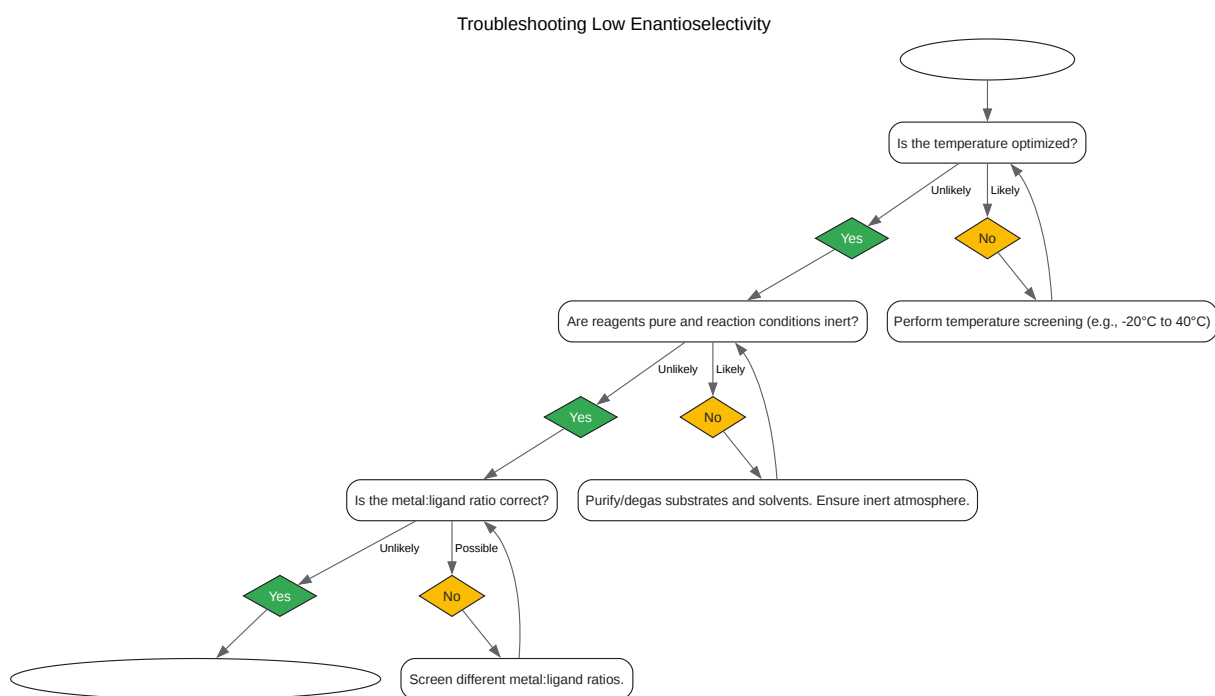 Troubleshooting Low Enantioselectivity
Is the temperature optimized?
Unlikely
Likely
Yes
No
Are reagents pure and reaction conditions inert?
Perform temperature screening (e.g., -20°C to 40°C)
Unlikely
Likely
Yes
No
Is the metal:ligand ratio correct?
Purify/degas substrates and solvents. Ensure inert atmosphere.
Unlikely
Possible
Yes
No
Screen different metal:ligand ratios.